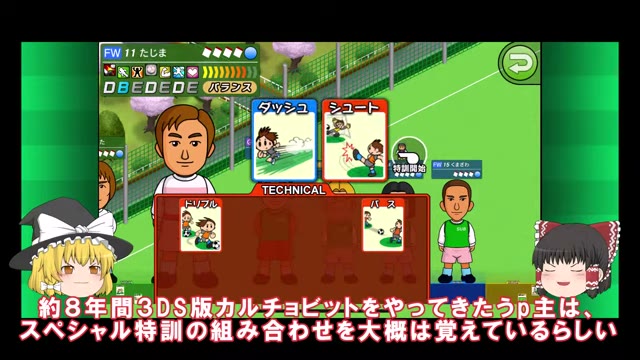 FW 11 たじま
DBEDEDE バランス
ダッシュ シュート
特訓開始
FW 15 くまざわ
TECHNICAL
ドリブル パース
SUB
約８年間３DS版カルチョビットをやってきたうp主は、
スペシャル特訓の組み合わせを大概は覚えているらしい